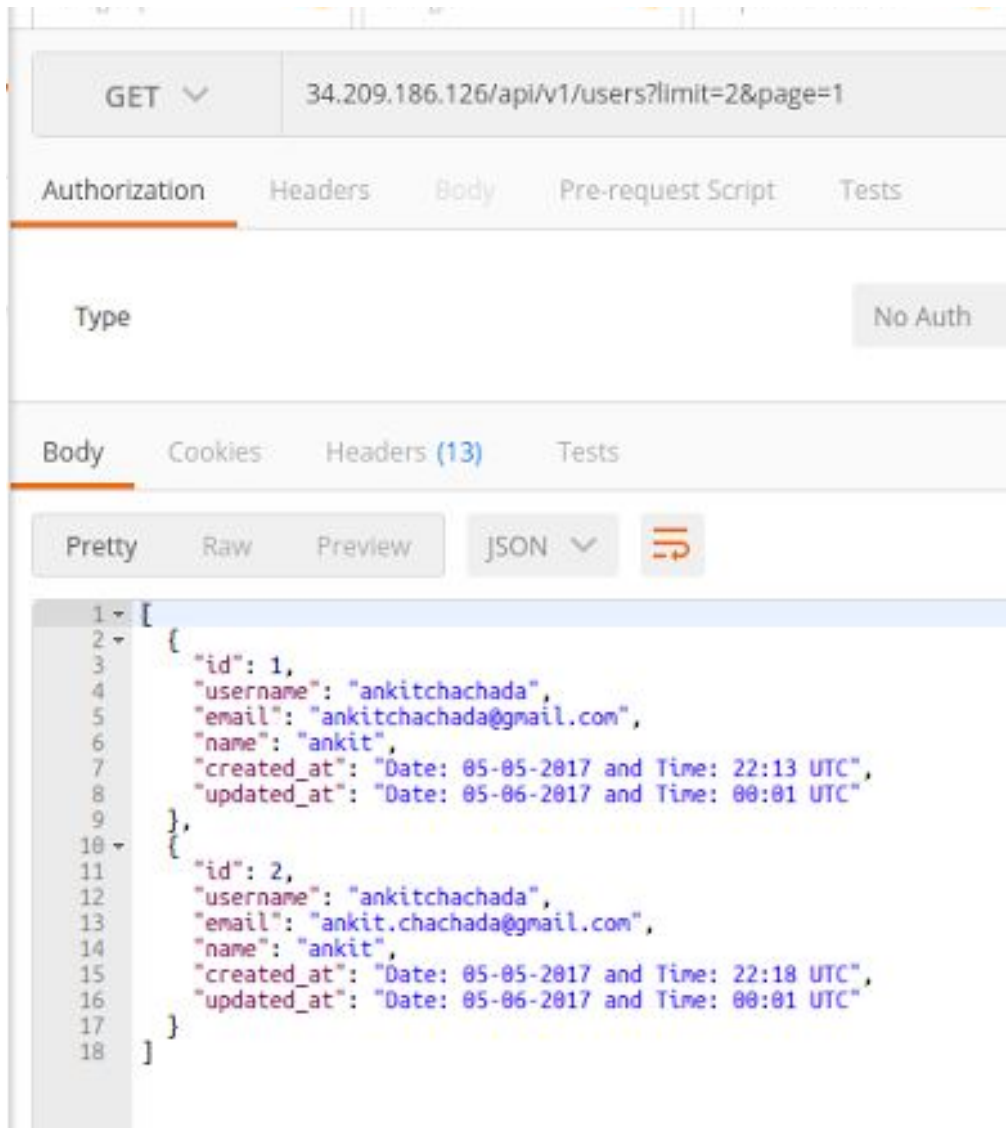 GET 34.209.186.126/api/v1/users?limit=2&page=1
Authorization Headers Body Pre-request Script Tests
Type No Auth
Body Cookies Headers (13) Tests
Pretty Raw Preview JSON
1 [
2 {
3 "id": 1,
4 "username": "ankitchachada",
5 "email": "ankitchachada@gmail.com",
6 "name": "ankit",
7 "created_at": "Date: 05-05-2017 and Time: 22:13 UTC",
8 "updated_at": "Date: 05-06-2017 and Time: 00:01 UTC"
9 },
10 {
11 "id": 2,
12 "username": "ankitchachada",
13 "email": "ankit.chachada@gmail.com",
14 "name": "ankit",
15 "created_at": "Date: 05-05-2017 and Time: 22:18 UTC",
16 "updated_at": "Date: 05-06-2017 and Time: 00:01 UTC"
17 }
18 ]